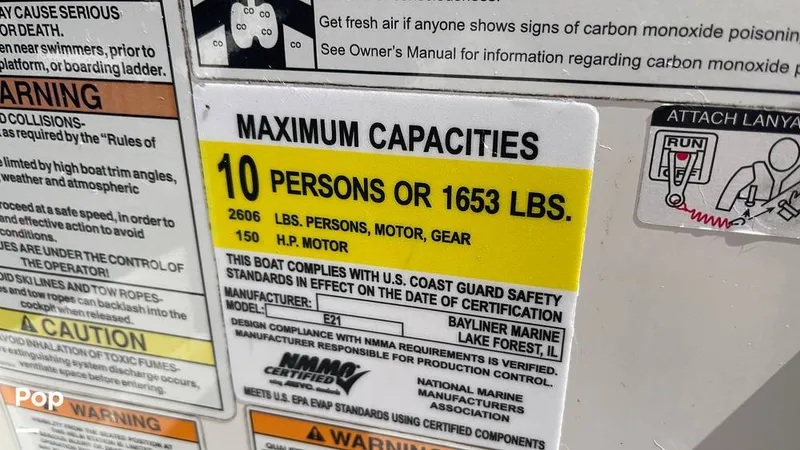 AY CAUSE SERIOUS
OR DEATH.
en near swimmers, prior to
platform, or boarding ladder.
ARNING
D COLLISIONS-
as required by the "Rules of
e limted by high boat trim angles,
weather and atmospheric
roceed at a safe speed, in order to
and effective action to avoid
conditions.
UES ARE UNDER THE CONTROL OF
THE OPERATOR!
OID SKI LINES AND TOW ROPES-
s and tow ropes can backlash into the
cockpit when released.
CAUTION
AVOID INHALATION OF TOXIC FUMES-
e extinguishing system discharge occurs,
ventilate space before entering.
Pop
WARNING
CO
CO
CO
CO
CO
Get fresh air if anyone shows signs of carbon monoxide poisonin
See Owner's Manual for information regarding carbon monoxide p
MAXIMUM CAPACITIES
10 PERSONS OR 1653 LBS.
2606 LBS. PERSONS, MOTOR, GEAR
150 H.P. MOTOR
THIS BOAT COMPLIES WITH U.S. COAST GUARD SAFETY
STANDARDS IN EFFECT ON THE DATE OF CERTIFICATION
MANUFACTURER:
MODEL: E21
BAYLINER MARINE
LAKE FOREST, IL
DESIGN COMPLIANCE WITH NMMA REQUIREMENTS IS VERIFIED.
MANUFACTURER RESPONSIBLE FOR PRODUCTION CONTROL.
NMMA
CERTIFIED
NATIONAL MARINE
MANUFACTURERS
ASSOCIATION
MEETS U.S. EPA EVAP STANDARDS USING CERTIFIED COMPONENTS
WARNING
ATTACH LANYA
RUN
OFF